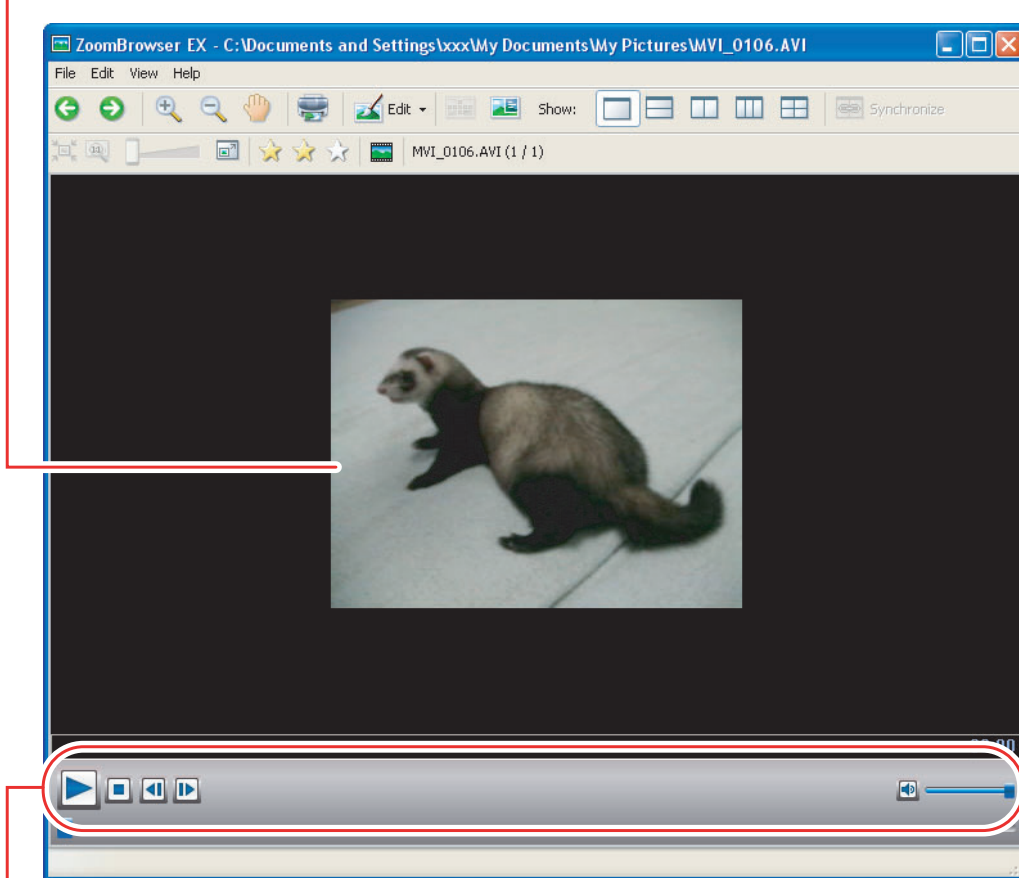 ZoomBrowser EX - C:\Documents and Settings\xxx\My Documents\My Pictures\MVI_0106.AVI
File Edit View Help
Edit Show: Synchronize
MVI_0106.AVI (1 / 1)